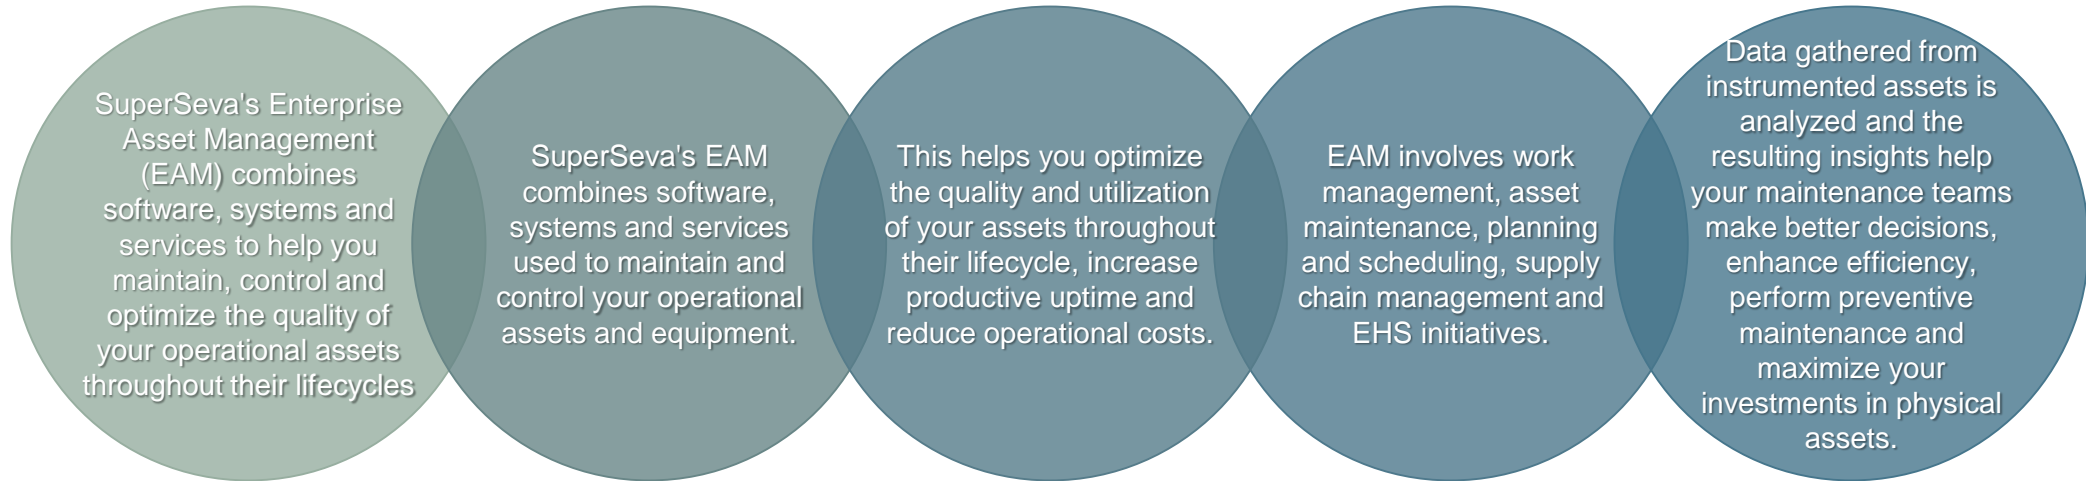 SuperSeva's Enterprise
Asset Management
(EAM) combines
software, systems and
services to help you
maintain, control and
optimize the quality of
your operational assets
throughout their lifecycles
SuperSeva's EAM
combines software,
systems and services
used to maintain and
control your operational
assets and equipment.
This helps you optimize
the quality and utilization
of your assets throughout
their lifecycle, increase
productive uptime and
reduce operational costs.
EAM involves work
management, asset
maintenance, planning
and scheduling, supply
chain management and
EHS initiatives.
Data gathered from
instrumented assets is
analyzed and the
resulting insights help
your maintenance teams
make better decisions,
enhance efficiency,
perform preventive
maintenance and
maximize your
investments in physical
assets.